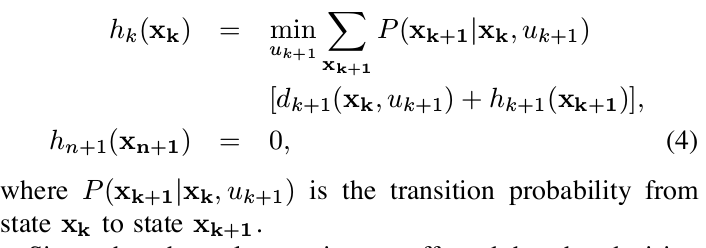 h_k(x_k) = min_{u_{k+1}} ∑_{x_{k+1}} P(x_{k+1}|x_k, u_{k+1})
[d_{k+1}(x_k, u_{k+1}) + h_{k+1}(x_{k+1})],
h_{n+1}(x_{n+1}) = 0, (4)
where P(x_{k+1}|x_k, u_{k+1}) is the transition probability from
state x_k to state x_{k+1}.